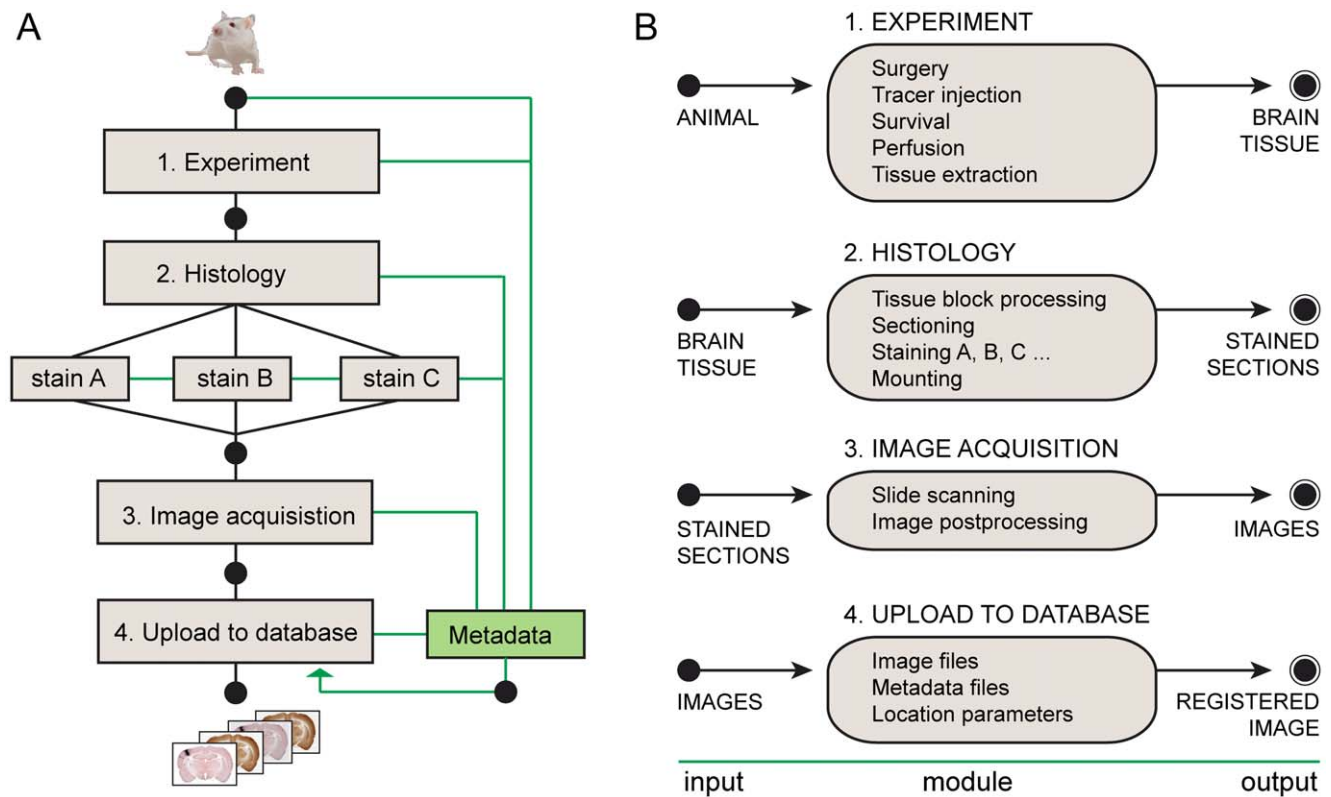 A
1. Experiment
2. Histology
stain A
stain B
stain C
3. Image acquisistion
4. Upload to database
Metadata
B
1. EXPERIMENT
ANIMAL
Surgery
Tracer injection
Survival
Perfusion
Tissue extraction
BRAIN
TISSUE
2. HISTOLOGY
BRAIN
TISSUE
Tissue block processing
Sectioning
Staining A, B, C ...
Mounting
STAINED
SECTIONS
3. IMAGE ACQUISITION
STAINED
SECTIONS
Slide scanning
Image postprocessing
IMAGES
4. UPLOAD TO DATABASE
IMAGES
Image files
Metadata files
Location parameters
REGISTERED
IMAGE
input
module
output